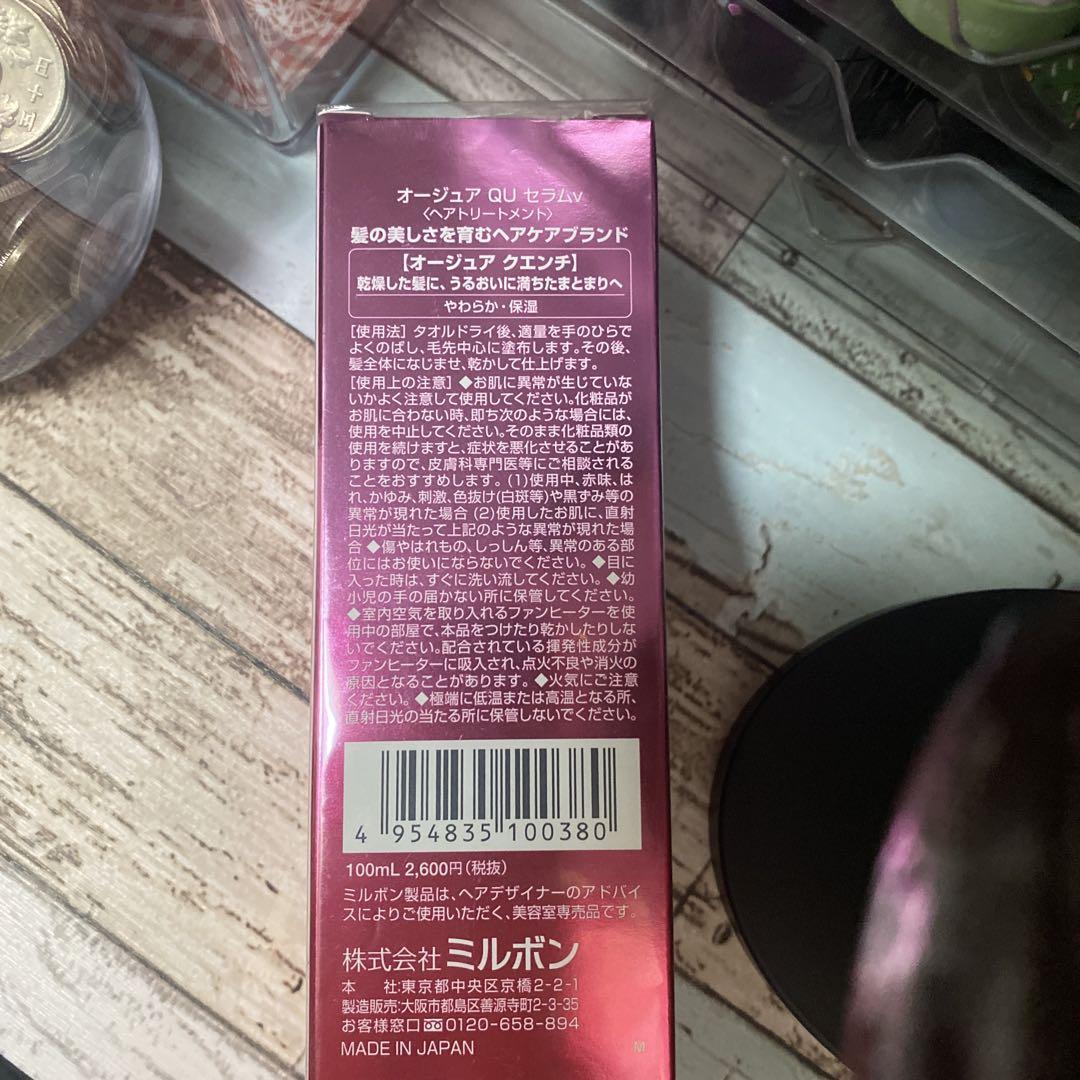 オージュア QU セラムv
〈ヘアトリートメント〉
髪の美しさを育むヘアケアブランド
【オージュア クエンチ】
乾燥した髪に、うるおいに満ちたまとまりへ
やわらか・保湿
[使用法] タオルドライ後、適量を手のひらで
よくのばし、毛先中心に塗布します。その後、
髪全体になじませ、乾かして仕上げます。
[使用上の注意] ◆お肌に異常が生じていな
いかよく注意して使用してください。化粧品が
お肌に合わない時、即ち次のような場合には、
使用を中止してください。そのまま化粧品類の
使用を続けますと、症状を悪化させることがあ
りますので、皮膚科専門医等にご相談される
ことをおすすめします。(1)使用中、赤味、は
れ、かゆみ、刺激、色抜け(白斑等)や黒ずみ等の
異常が現れた場合 (2)使用したお肌に、直射
日光が当たって上記のような異常が現れた場
合 ◆傷やはれもの、しっしん等、異常のある部
位にはお使いにならないでください。◆目に
入った時は、すぐに洗い流してください。◆幼
小児の手の届かない所に保管してください。
◆室内空気を取り入れるファンヒーターを使
用中の部屋で、本品をつけたり乾かしたりしな
いでください。配合されている揮発性成分が
ファンヒーターに吸入され、点火不良や消火の
原因となることがあります。◆火気にご注意
ください。◆極端に低温または高温となる所、
直射日光の当たる所に保管しないでください。
4 954835 100380
100mL 2,600円(税抜)
ミルボン製品は、ヘアデザイナーのアドバイ
スによりご使用いただく、美容室専売品です。
株式会社 ミルボン
本 社:東京都中央区京橋2-2-1
製造販売:大阪市都島区善源寺町2-3-35
お客様窓口 0120-658-894
MADE IN JAPAN
M
日
十
日